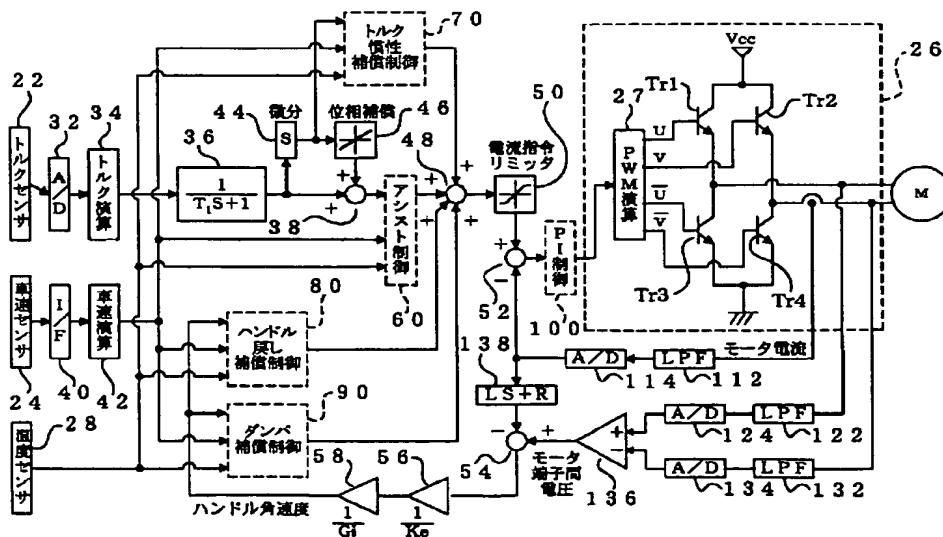 70
トルク
慣性
補償制御
Vcc
26
22
32
34
44
微分
S
位相補償
46
50
27
Tr1
Tr2
トルクセンサ
A/D
トルク演算
36
1
T₁S+1
48
電流指令
リミッタ
PWM演算
U
V
U̅
V̅
M
38
アシスト制御
52
PI制御
Tr3
Tr4
60
100
車速センサ
I/F
車速演算
80
ハンドル
戻し
補償制御
138
A/D
LPF
モータ電流
114
112
24
40
42
28
90
LS+R
A/D
LPF
124
122
温度センサ
ダンパ
補償制御
58
56
54
モータ
端子間
電圧
136
A/D
LPF
134
132
ハンドル角速度
1
Gi
1
Ke
+
+
+
+
+
+
+
+
−
−
+
+
−